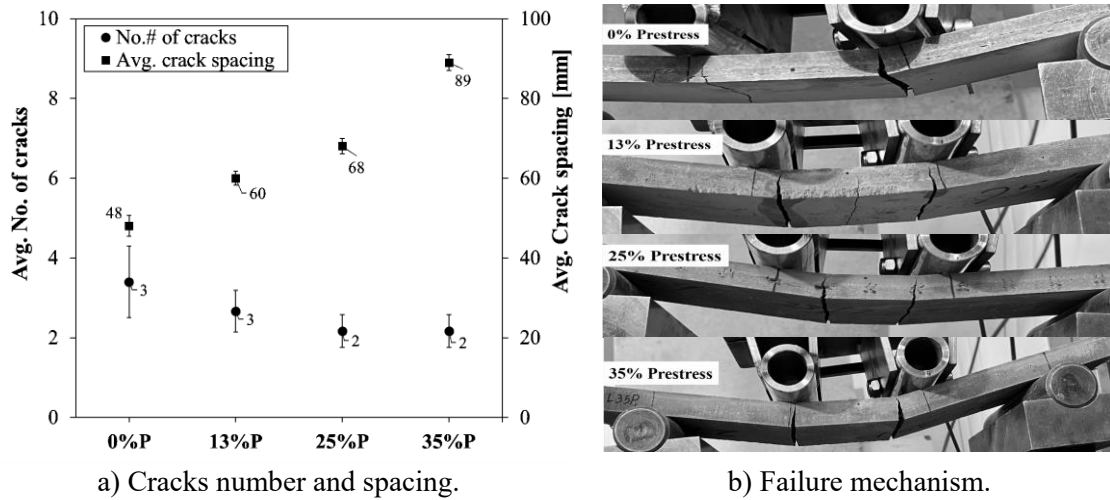 10
8
6
4
2
0
Avg. No. of cracks
No.# of cracks
Avg. crack spacing
48
60
68
89
3
3
2
2
0%P
13%P
25%P
35%P
100
80
60
40
20
0
Avg. Crack spacing [mm]
a) Cracks number and spacing.
0% Prestress
13% Prestress
25% Prestress
35% Prestress
L35P
b) Failure mechanism.